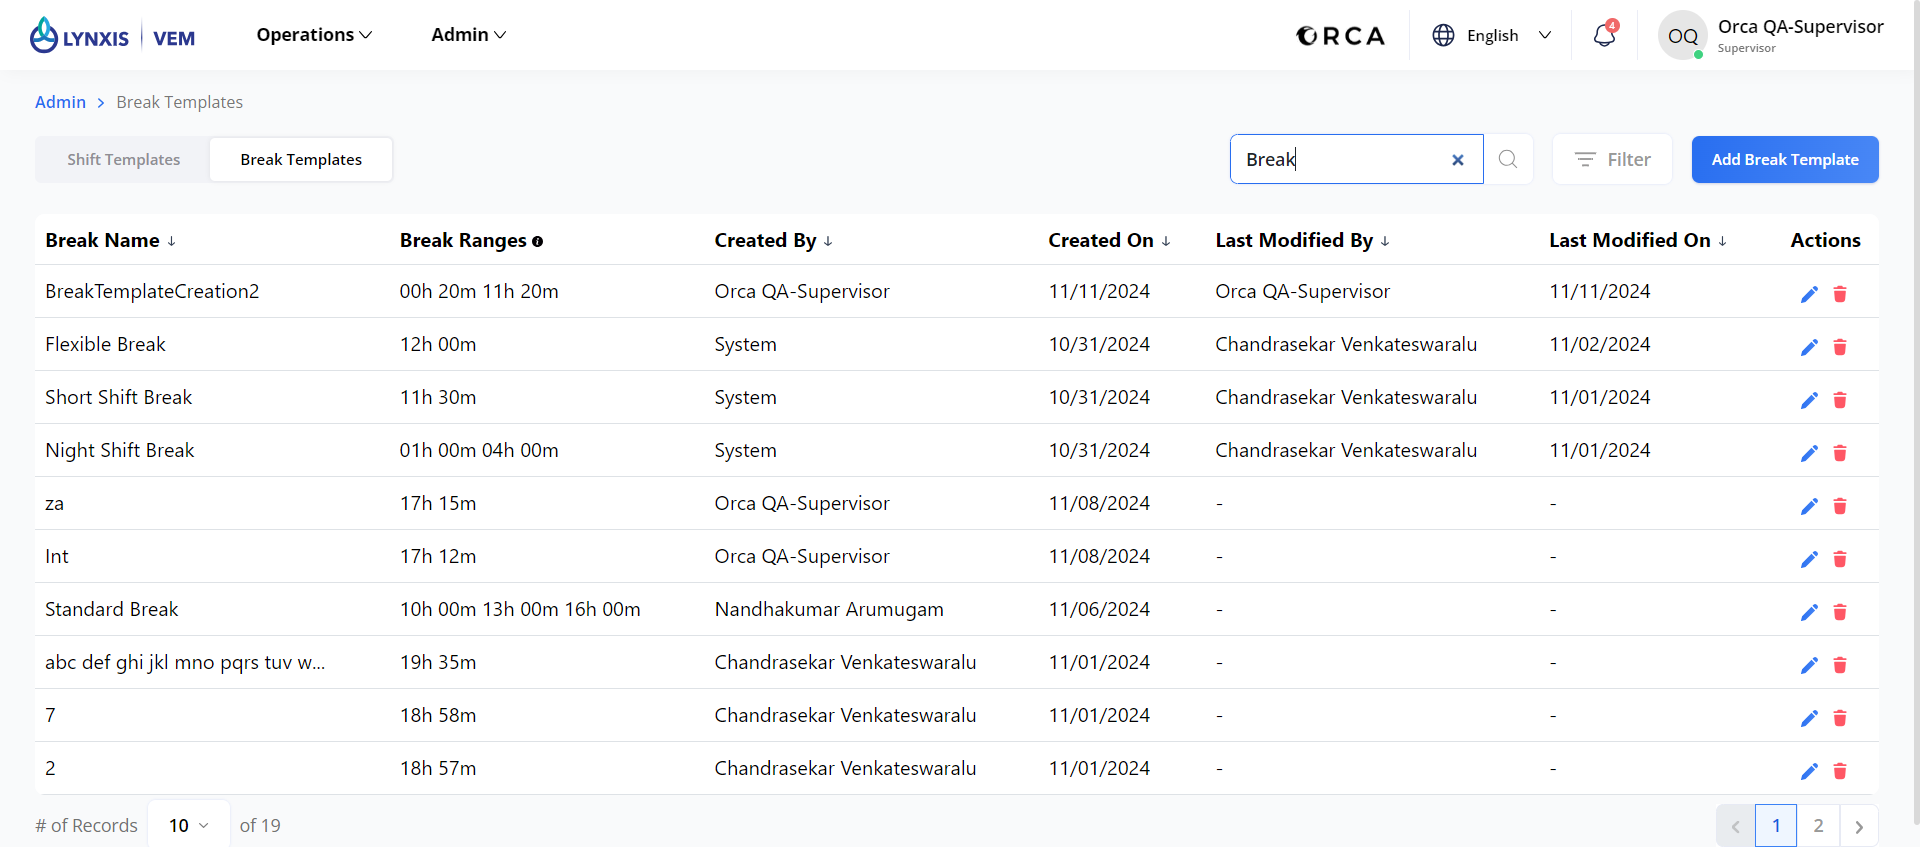 LYNXIS VEM Operations Admin ORCA English 4 OQ Orca QA-Supervisor
Supervisor
Admin > Break Templates
Shift Templates Break Templates Break Filter Add Break Template
Break Name Break Ranges Created By Created On Last Modified By Last Modified On Actions
BreakTemplateCreation2 00h 20m 11h 20m Orca QA-Supervisor 11/11/2024 Orca QA-Supervisor 11/11/2024
Flexible Break 12h 00m System 10/31/2024 Chandrasekar Venkateswaralu 11/02/2024
Short Shift Break 11h 30m System 10/31/2024 Chandrasekar Venkateswaralu 11/01/2024
Night Shift Break 01h 00m 04h 00m System 10/31/2024 Chandrasekar Venkateswaralu 11/01/2024
za 17h 15m Orca QA-Supervisor 11/08/2024 - -
Int 17h 12m Orca QA-Supervisor 11/08/2024 - -
Standard Break 10h 00m 13h 00m 16h 00m Nandhakumar Arumugam 11/06/2024 - -
abc def ghi jkl mno pqrs tuv w... 19h 35m Chandrasekar Venkateswaralu 11/01/2024 - -
7 18h 58m Chandrasekar Venkateswaralu 11/01/2024 - -
2 18h 57m Chandrasekar Venkateswaralu 11/01/2024 - -
# of Records 10 of 19 1 2